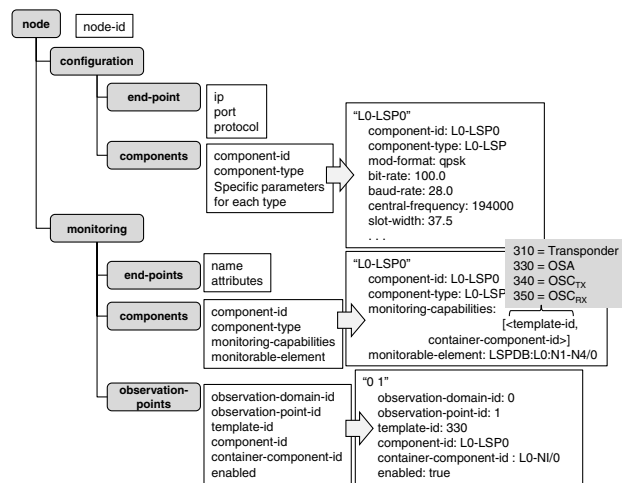 node
node-id
configuration
end-point
ip
port
protocol
components
component-id
component-type
Specific parameters
for each type
“L0-LSP0”
component-id: L0-LSP0
component-type: L0-LSP
mod-format: qpsk
bit-rate: 100.0
baud-rate: 28.0
central-frequency: 194000
slot-width: 37.5
. . .
monitoring
end-points
name
attributes
components
component-id
component-type
monitoring-capabilities
monitorable-element
“L0-LSP0”
component-id: L0-LSP0
component-type: L0-LSP
monitoring-capabilities:
310 = Transponder
330 = OSA
340 = OSCTX
350 = OSCRX
[<template-id,
container-component-id>]
monitorable-element: LSPDB:L0:N1-N4/0
observation-
points
observation-domain-id
observation-point-id
template-id
component-id
container-component-id
enabled
“0 1”
observation-domain-id: 0
observation-point-id: 1
template-id: 330
component-id: L0-LSP0
container-component-id : L0-NI/0
enabled: true